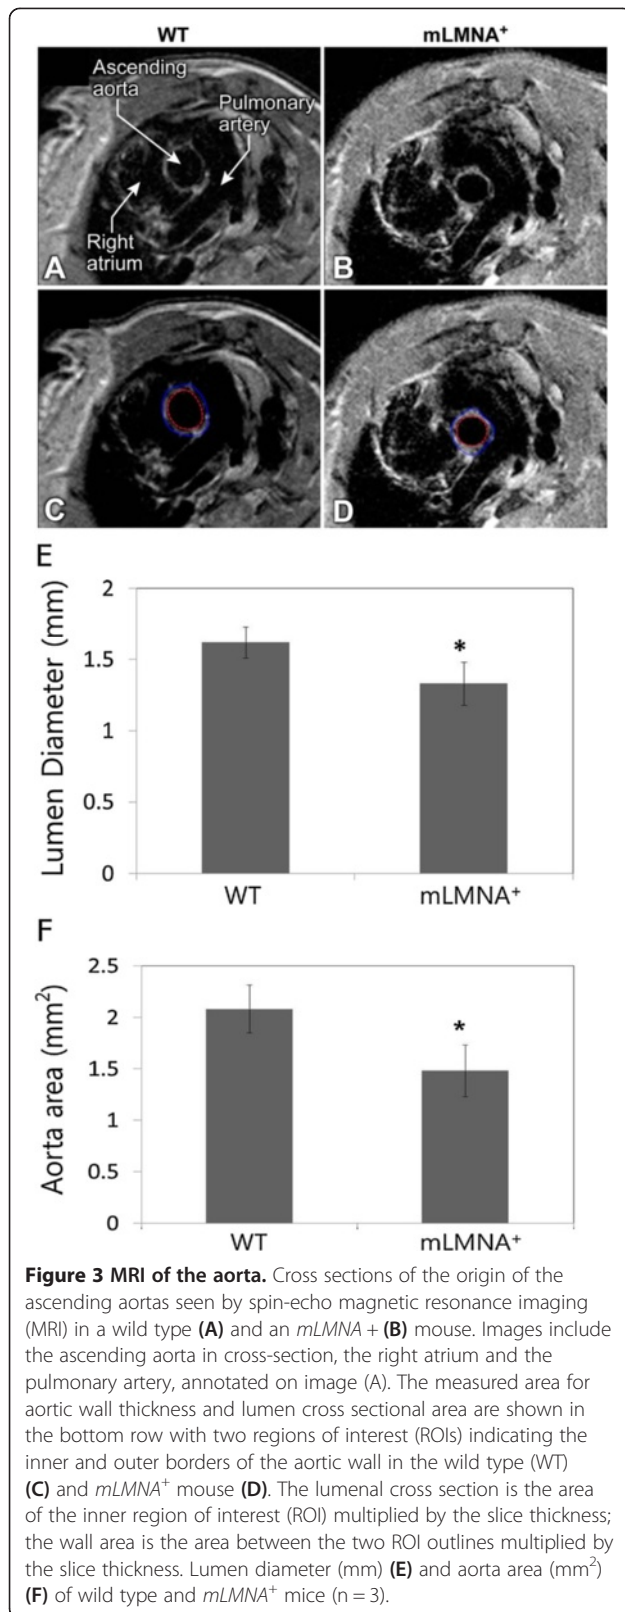 WT mLMNA⁺
Ascending
aorta
Pulmonary
artery
Right
atrium
A B
C D
E
Lumen Diameter (mm)
2
1.5
1
0.5
0
*
WT mLMNA⁺
F
Aorta area (mm²)
2.5
2
1.5
1
0.5
0
*
WT mLMNA⁺
Figure 3 MRI of the aorta. Cross sections of the origin of the
ascending aortas seen by spin-echo magnetic resonance imaging
(MRI) in a wild type (A) and an mLMNA + (B) mouse. Images include
the ascending aorta in cross-section, the right atrium and the
pulmonary artery, annotated on image (A). The measured area for
aortic wall thickness and lumen cross sectional area are shown in
the bottom row with two regions of interest (ROIs) indicating the
inner and outer borders of the aortic wall in the wild type (WT)
(C) and mLMNA⁺ mouse (D). The lumenal cross section is the area
of the inner region of interest (ROI) multiplied by the slice thickness;
the wall area is the area between the two ROI outlines multiplied by
the slice thickness. Lumen diameter (mm) (E) and aorta area (mm²)
(F) of wild type and mLMNA⁺ mice (n = 3).